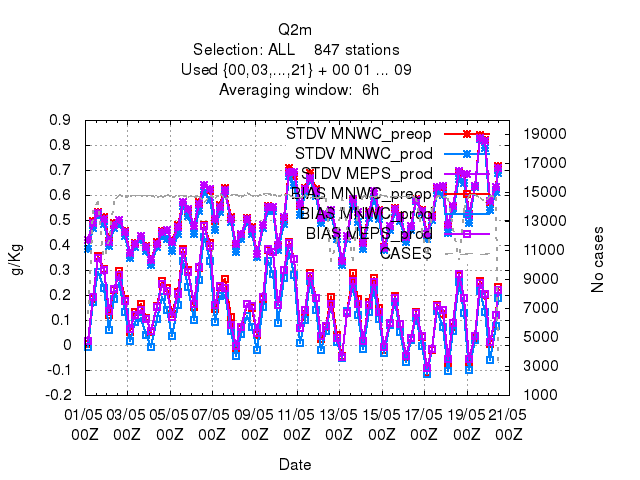 Q2m
Selection: ALL    847 stations
Used {00,03,...,21} + 00 01 ... 09
Averaging window:  6h
0.9
0.8
0.7
0.6
0.5
0.4
0.3
0.2
0.1
0
-0.1
-0.2
g/Kg
STDV MNWC_preop
STDV MNWC_prod
STDV MEPS_prod
BIAS MNWC_preop
BIAS MNWC_prod
BIAS MEPS_prod
CASES
19000
17000
15000
13000
11000
9000
7000
5000
3000
1000
No cases
01/05 03/05 05/05 07/05 09/05 11/05 13/05 15/05 17/05 19/05 21/05
00Z 00Z 00Z 00Z 00Z 00Z 00Z 00Z 00Z 00Z 00Z
Date